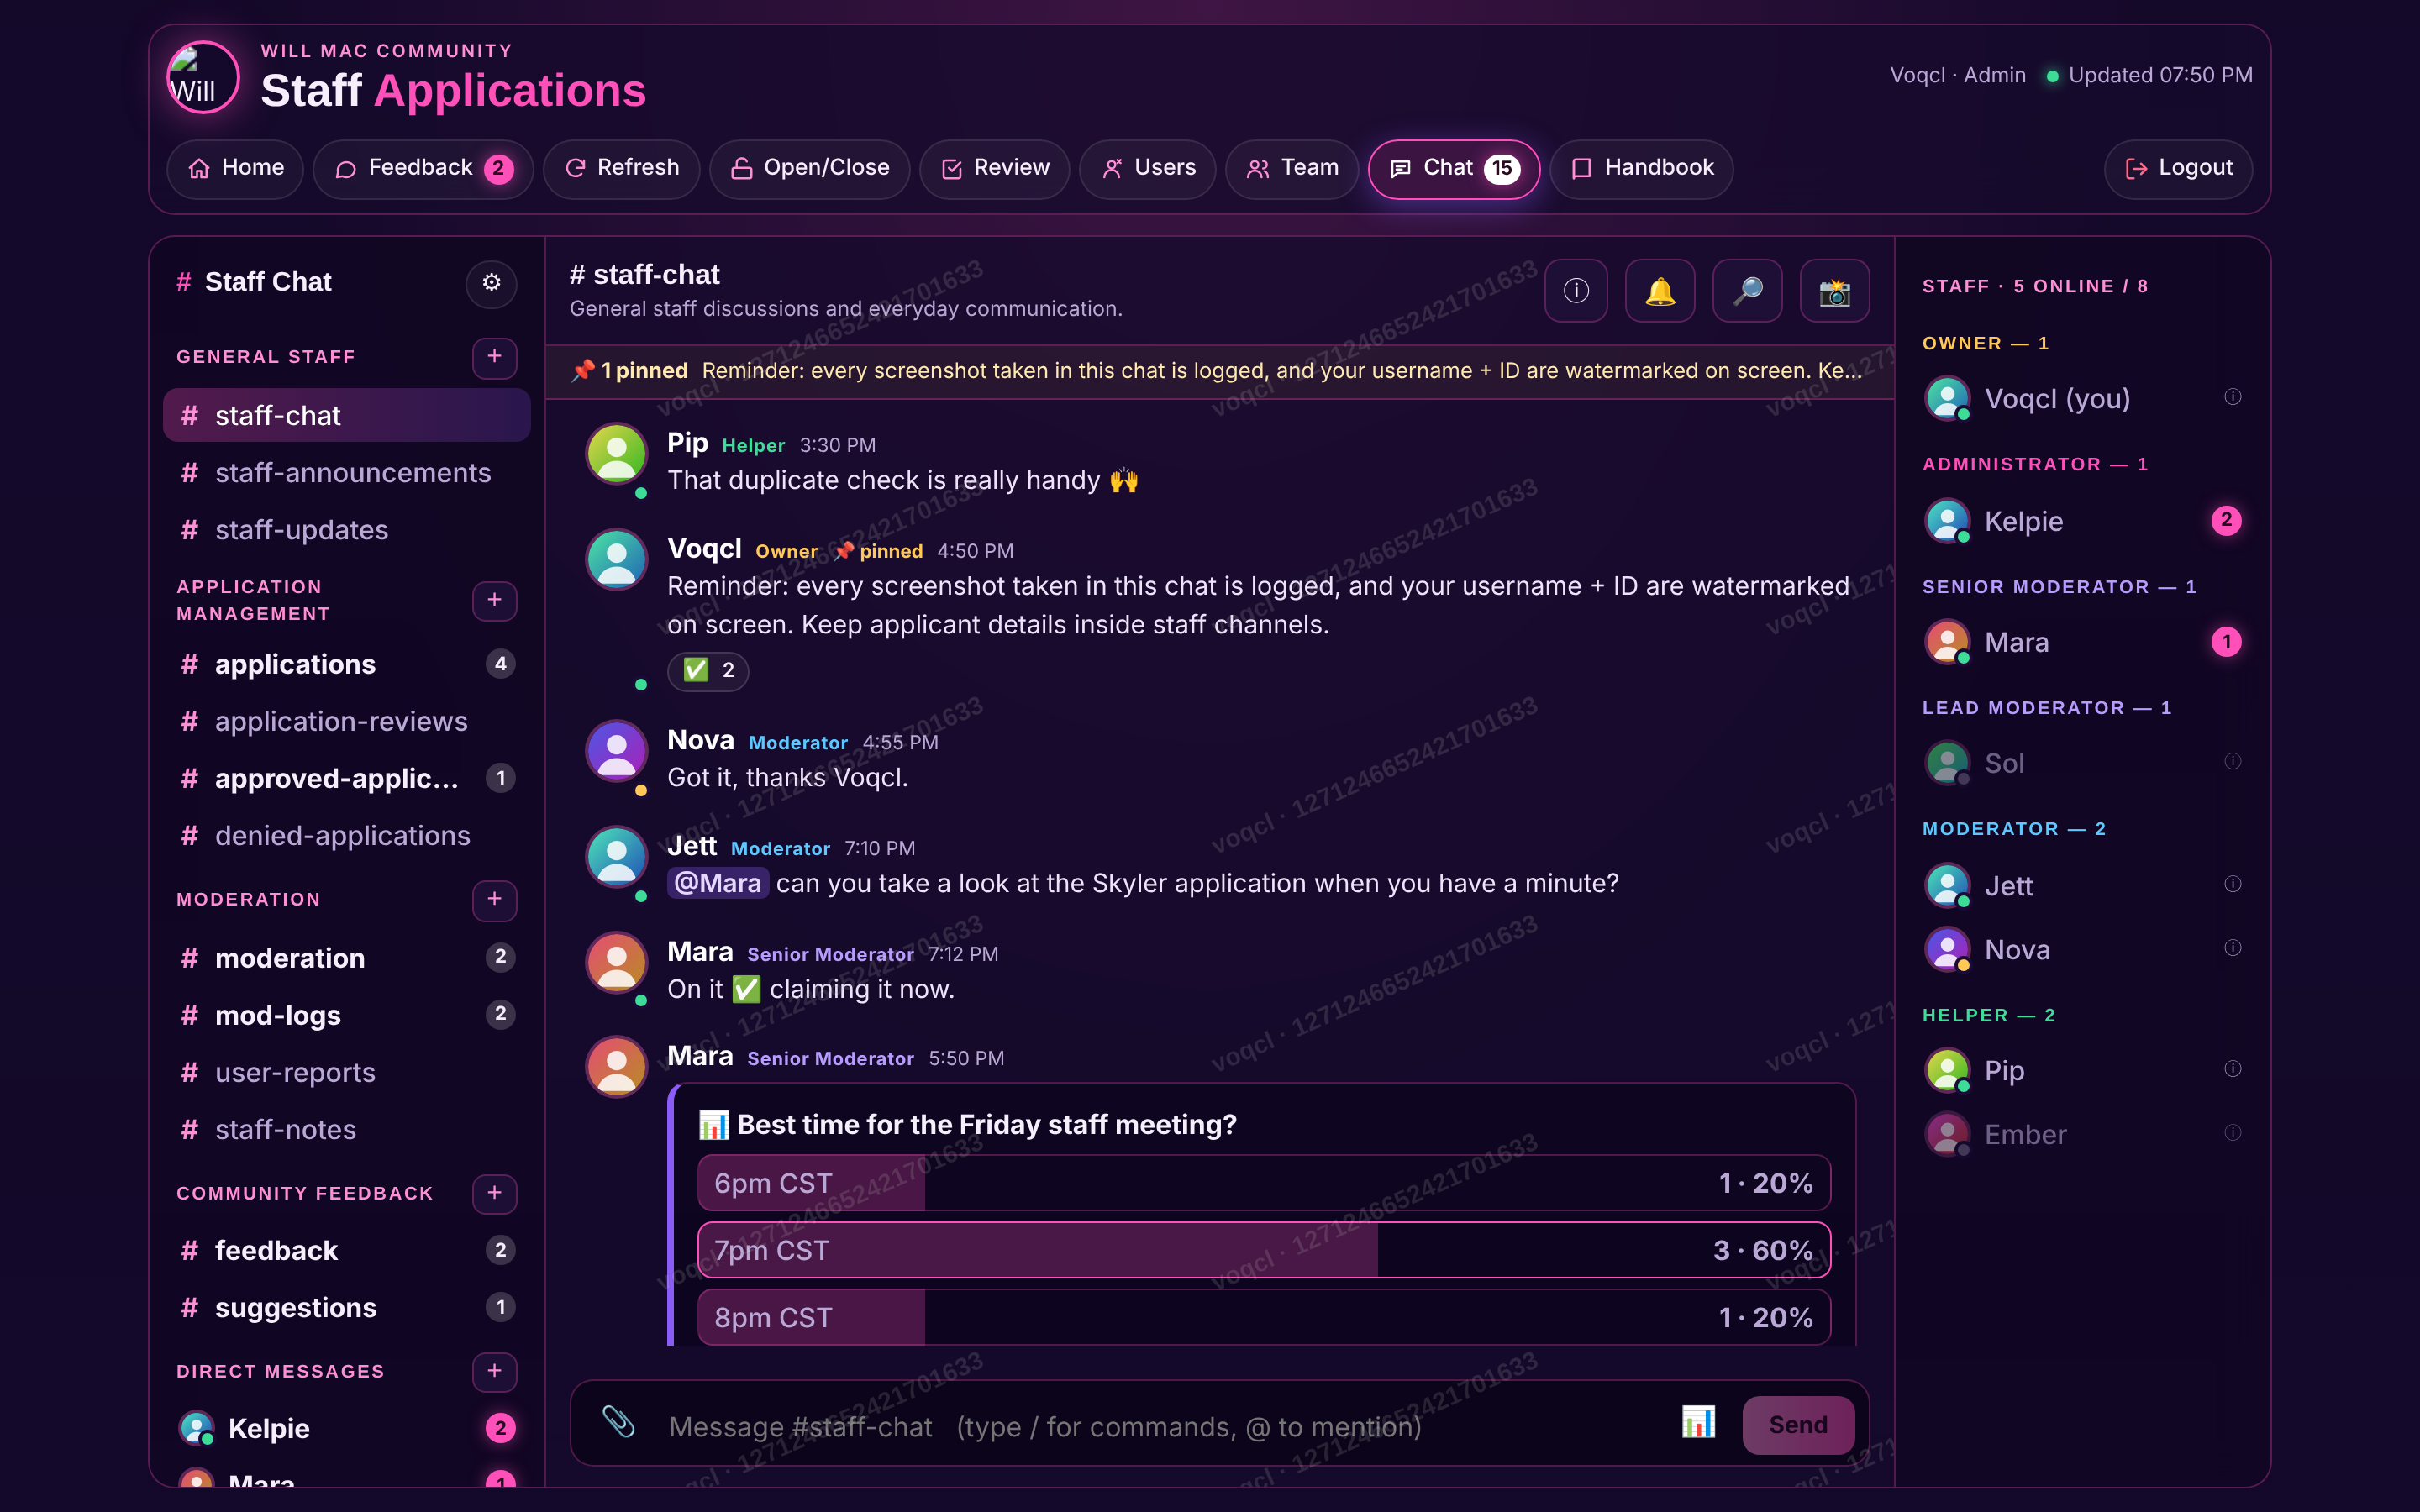 WILL MAC COMMUNITY
Staff Applications
Will
Voqcl · Admin Updated 07:50 PM
Home
Feedback 2
Refresh
Open/Close
Review
Users
Team
Chat 15
Handbook
Logout
# Staff Chat
GENERAL STAFF +
# staff-chat
# staff-announcements
# staff-updates
APPLICATION
MANAGEMENT +
# applications 4
# application-reviews
# approved-applic... 1
# denied-applications
MODERATION +
# moderation 2
# mod-logs 2
# user-reports
# staff-notes
COMMUNITY FEEDBACK +
# feedback 2
# suggestions 1
DIRECT MESSAGES +
Kelpie 2
Mara 1
# staff-chat
General staff discussions and everyday communication.
📌 1 pinned Reminder: every screenshot taken in this chat is logged, and your username + ID are watermarked on screen. Ke...
Pip Helper 3:30 PM
That duplicate check is really handy 🙌
Voqcl Owner 📌 pinned 4:50 PM
Reminder: every screenshot taken in this chat is logged, and your username + ID are watermarked
on screen. Keep applicant details inside staff channels.
✅ 2
Nova Moderator 4:55 PM
Got it, thanks Voqcl.
Jett Moderator 7:10 PM
@Mara can you take a look at the Skyler application when you have a minute?
Mara Senior Moderator 7:12 PM
On it ✅ claiming it now.
Mara Senior Moderator 5:50 PM
📊 Best time for the Friday staff meeting?
6pm CST 1 · 20%
7pm CST 3 · 60%
8pm CST 1 · 20%
Message #staff-chat (type / for commands, @ to mention)
Send
voqcl · 1271246652421701633
STAFF · 5 ONLINE / 8
OWNER — 1
Voqcl (you)
ADMINISTRATOR — 1
Kelpie 2
SENIOR MODERATOR — 1
Mara 1
LEAD MODERATOR — 1
Sol
MODERATOR — 2
Jett
Nova
HELPER — 2
Pip
Ember